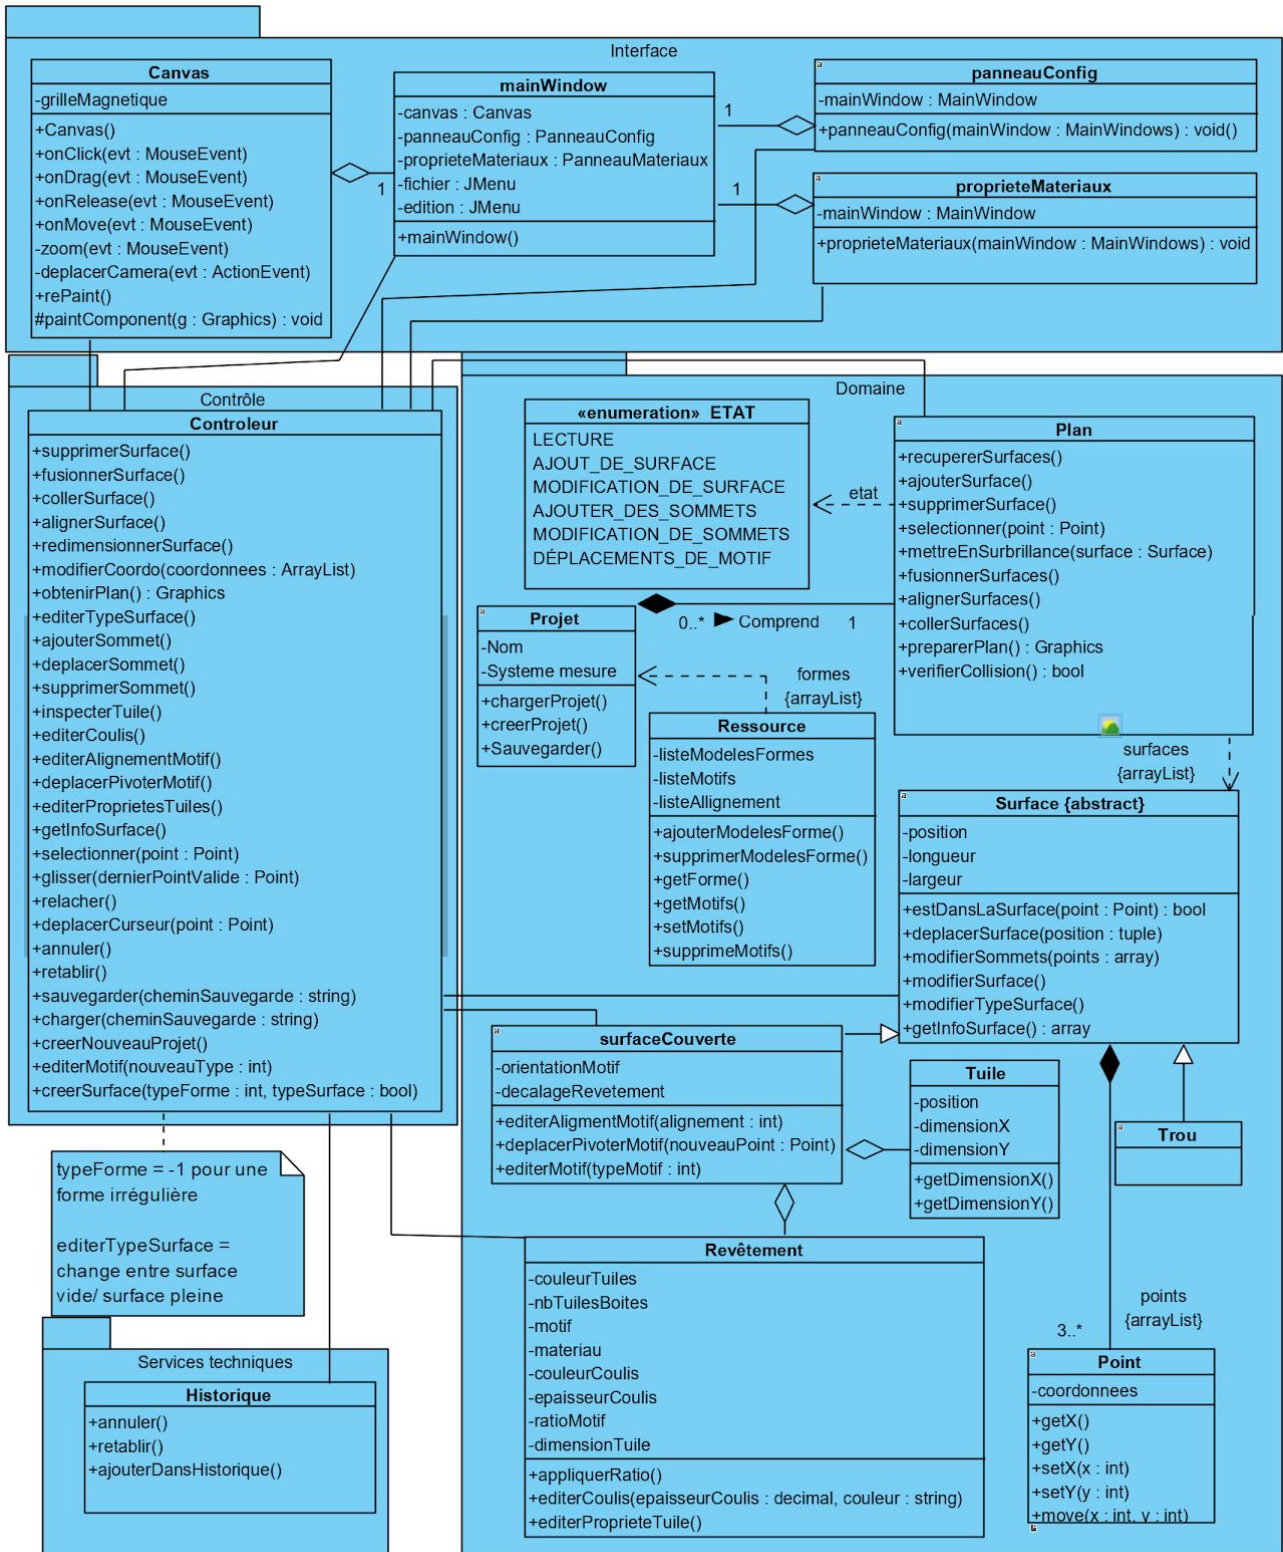 Interface
Canvas
-grilleMagnetique
+Canvas()
+onClick(evt : MouseEvent)
+onDrag(evt : MouseEvent)
+onRelease(evt : MouseEvent)
+onMove(evt : MouseEvent)
-zoom(evt : MouseEvent)
-deplacerCamera(evt : ActionEvent)
+rePaint()
#paintComponent(g : Graphics) : void
1
mainWindow
-canvas : Canvas
-panneauConfig : PanneauConfig
-proprieteMateriaux : PanneauMateriaux
-fichier : JMenu
-edition : JMenu
+mainWindow()
1
1
panneauConfig
-mainWindow : MainWindow
+panneauConfig(mainWindow : MainWindows) : void()
proprieteMateriaux
-mainWindow : MainWindow
+proprieteMateriaux(mainWindow : MainWindows) : void
Contrôle
Controleur
+supprimerSurface()
+fusionnerSurface()
+collerSurface()
+alignerSurface()
+redimensionnerSurface()
+modifierCoordo(coordonnees : ArrayList)
+obtenirPlan() : Graphics
+editerTypeSurface()
+ajouterSommet()
+deplacerSommet()
+supprimerSommet()
+inspecterTuile()
+editerCoulis()
+editerAlignementMotif()
+deplacerPivoterMotif()
+editerProprietesTuiles()
+getInfoSurface()
+selectionner(point : Point)
+glisser(dernierPointValide : Point)
+relacher()
+deplacerCurseur(point : Point)
+annuler()
+retablir()
+sauvegarder(cheminSauvegarde : string)
+charger(cheminSauvegarde : string)
+creerNouveauProjet()
+editerMotif(nouveauType : int)
+creerSurface(typeForme : int, typeSurface : bool)
typeForme = -1 pour une
forme irrégulière
editerTypeSurface =
change entre surface
vide/ surface pleine
Services techniques
Historique
+annuler()
+retablir()
+ajouterDansHistorique()
Domaine
«enumeration» ETAT
LECTURE
AJOUT_DE_SURFACE
MODIFICATION_DE_SURFACE
AJOUTER_DES_SOMMETS
MODIFICATION_DE_SOMMETS
DÉPLACEMENTS_DE_MOTIF
etat
Plan
+recupererSurfaces()
+ajouterSurface()
+supprimerSurface()
+selectionner(point : Point)
+mettreEnSurbrillance(surface : Surface)
+fusionnerSurfaces()
+alignerSurfaces()
+collerSurfaces()
+preparerPlan() : Graphics
+verifierCollision() : bool
0..* Comprend 1
Projet
-Nom
-Systeme mesure
+chargerProjet()
+creerProjet()
+Sauvegarder()
formes
{arrayList}
Ressource
-listeModelesFormes
-listeMotifs
-listeAllignement
+ajouterModelesForme()
+supprimerModelesForme()
+getForme()
+getMotifs()
+setMotifs()
+supprimeMotifs()
surfaces
{arrayList}
Surface {abstract}
-position
-longueur
-largeur
+estDansLaSurface(point : Point) : bool
+deplacerSurface(position : tuple)
+modifierSommets(points : array)
+modifierSurface()
+modifierTypeSurface()
+getInfoSurface() : array
surfaceCouverte
-orientationMotif
-decalageRevetement
+editerAligmentMotif(alignement : int)
+deplacerPivoterMotif(nouveauPoint : Point)
+editerMotif(typeMotif : int)
Tuile
-position
-dimensionX
-dimensionY
+getDimensionX()
+getDimensionY()
Trou
Revêtement
-couleurTuiles
-nbTuilesBoites
-motif
-materiau
-couleurCoulis
-epaisseurCoulis
-ratioMotif
-dimensionTuile
+appliquerRatio()
+editerCoulis(epaisseurCoulis : decimal, couleur : string)
+editerProprieteTuile()
points
{arrayList}
3..*
Point
-coordonnees
+getX()
+getY()
+setX(x : int)
+setY(y : int)
+move(x : int, y : int)